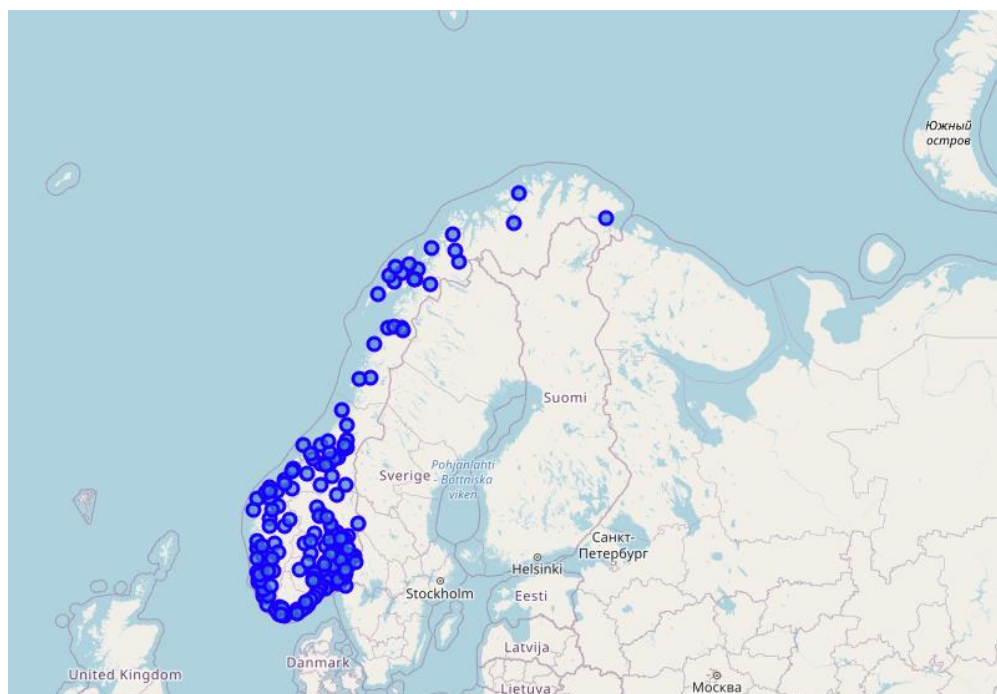 Южный
остров
Suomi
Pohjanlahti
- Bottniska
viken
Sverige
Санкт-
Петербург
Helsinki
Stockholm
Eesti
Latvija
Danmark
United Kingdom
Lietuva
Москва